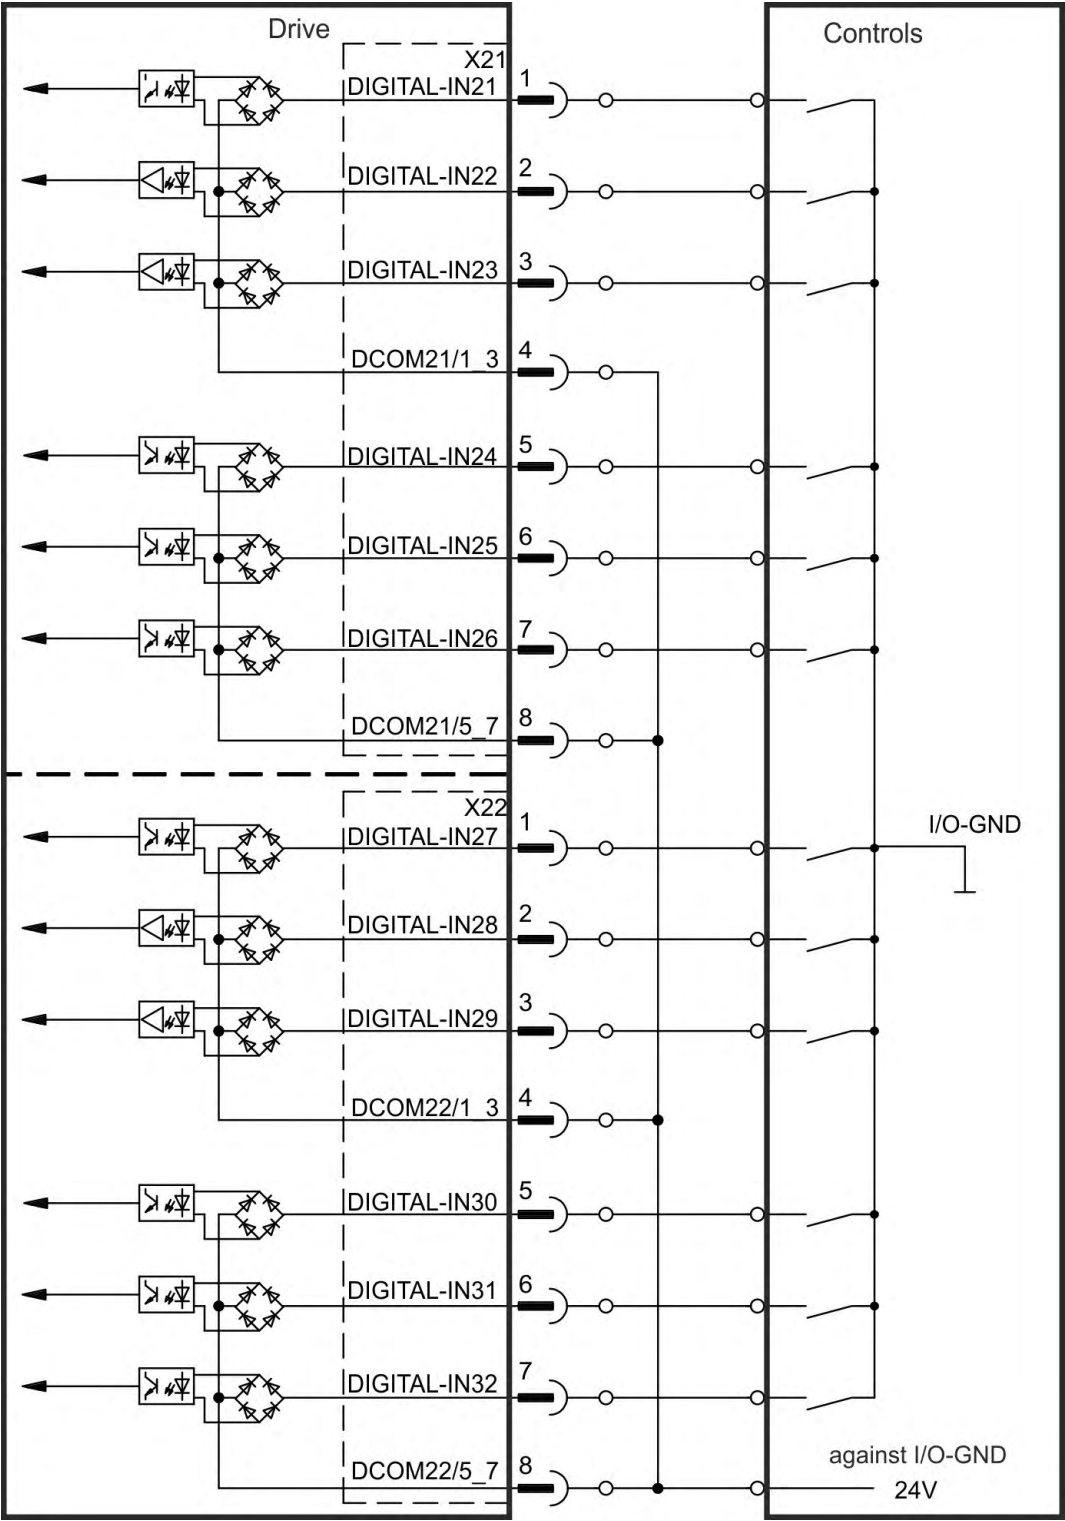 Drive
Controls
X21
DIGITAL-IN21 1
DIGITAL-IN22 2
DIGITAL-IN23 3
DCOM21/1_3 4
DIGITAL-IN24 5
DIGITAL-IN25 6
DIGITAL-IN26 7
DCOM21/5_7 8
X22
DIGITAL-IN27 1
I/O-GND
DIGITAL-IN28 2
DIGITAL-IN29 3
DCOM22/1_3 4
DIGITAL-IN30 5
DIGITAL-IN31 6
DIGITAL-IN32 7
DCOM22/5_7 8
against I/O-GND
24V